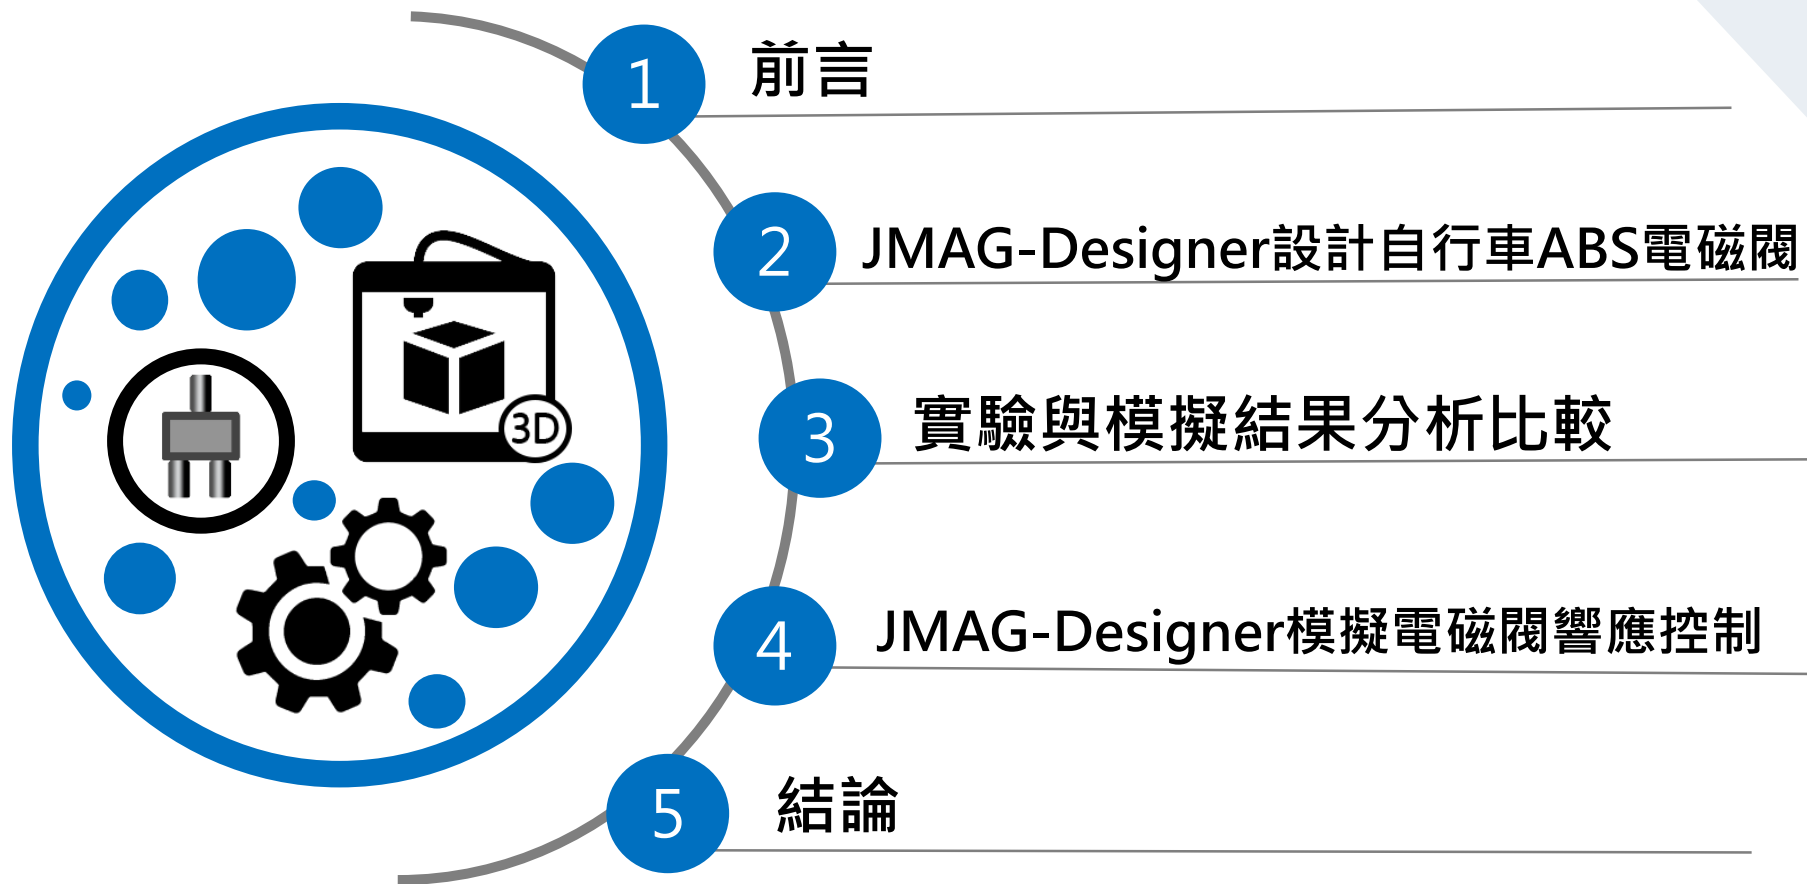 1 前言
2 JMAG-Designer設計自行車ABS電磁閥
3 實驗與模擬結果分析比較
3D
4 JMAG-Designer模擬電磁閥響應控制
5 結論